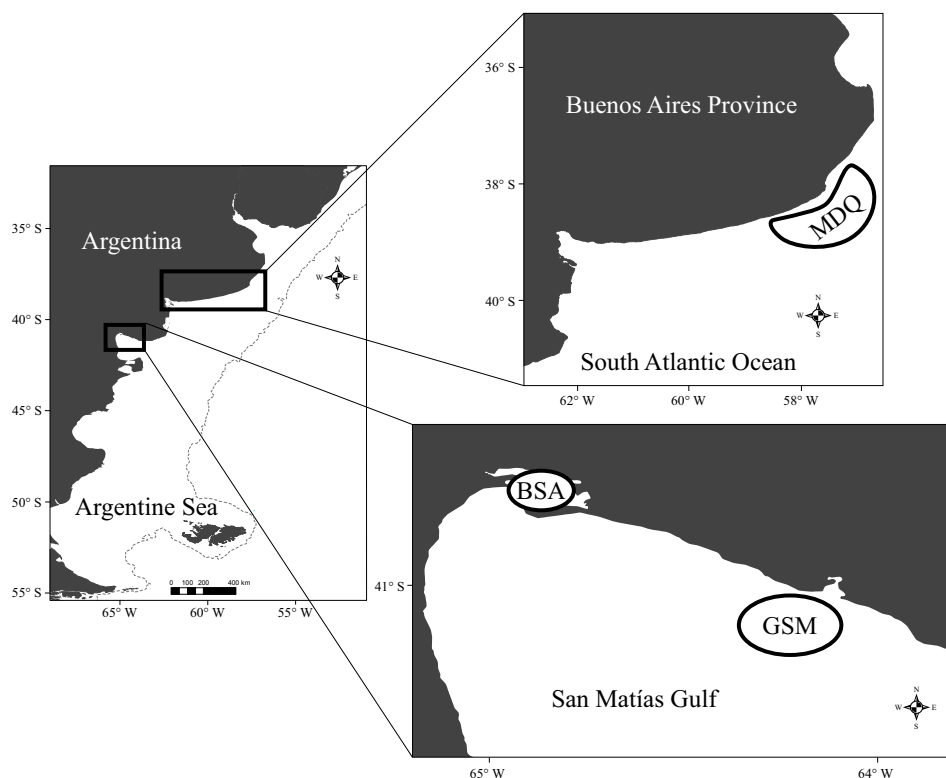 36° S
Buenos Aires Province
38° S
MDQ
N
W E
S
40° S
South Atlantic Ocean
62° W 60° W 58° W
35° S
Argentina
N
W E
S
40° S
45° S
50° S
Argentine Sea
0 100 200 400 km
55° S
65° W 60° W 55° W
BSA
41° S
GSM
San Matías Gulf
N
W E
S
65° W 64° W